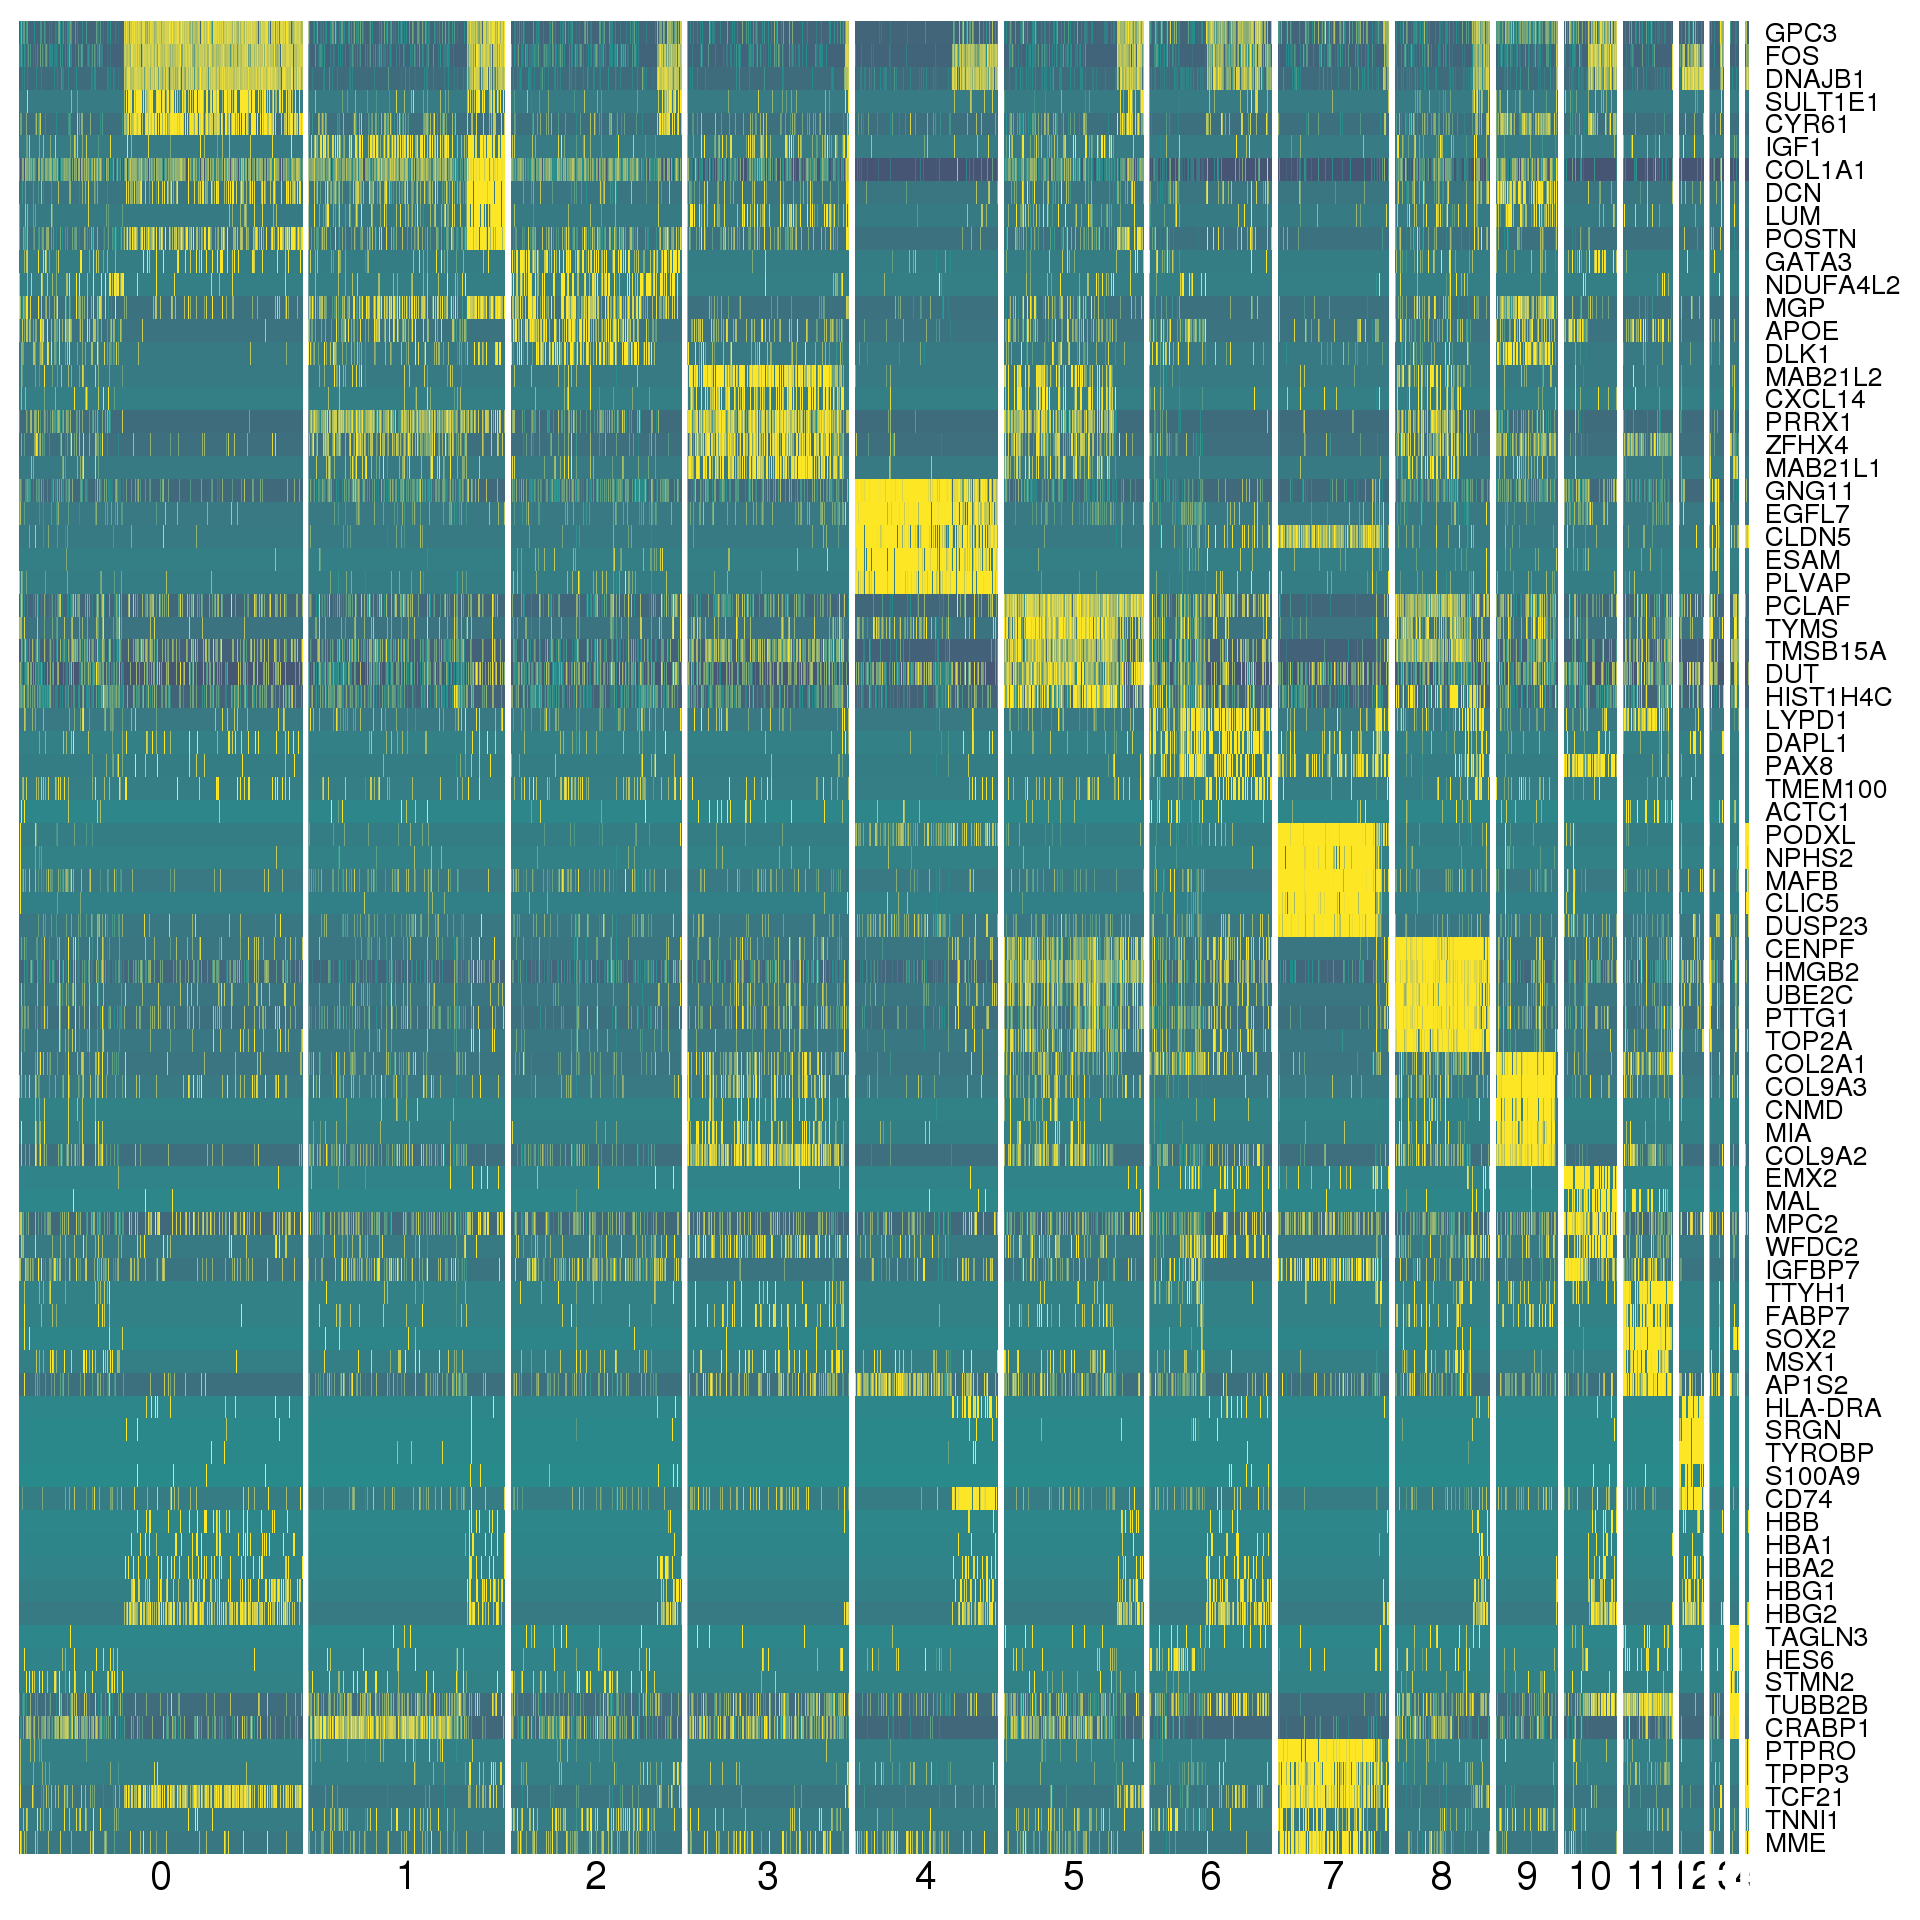 GPC3
FOS
DNAJB1
SULT1E1
CYR61
IGF1
COL1A1
DCN
LUM
POSTN
GATA3
NDUFA4L2
MGP
APOE
DLK1
MAB21L2
CXCL14
PRRX1
ZFHX4
MAB21L1
GNG11
EGFL7
CLDN5
ESAM
PLVAP
PCLAF
TYMS
TMSB15A
DUT
HIST1H4C
LYPD1
DAPL1
PAX8
TMEM100
ACTC1
PODXL
NPHS2
MAFB
CLIC5
DUSP23
CENPF
HMGB2
UBE2C
PTTG1
TOP2A
COL2A1
COL9A3
CNMD
MIA
COL9A2
EMX2
MAL
MPC2
WFDC2
IGFBP7
TTYH1
FABP7
SOX2
MSX1
AP1S2
HLA-DRA
SRGN
TYROBP
S100A9
CD74
HBB
HBA1
HBA2
HBG1
HBG2
TAGLN3
HES6
STMN2
TUBB2B
CRABP1
PTPRO
TPPP3
TCF21
TNNI1
MME
0 1 2 3 4 5 6 7 8 9 10 11 12